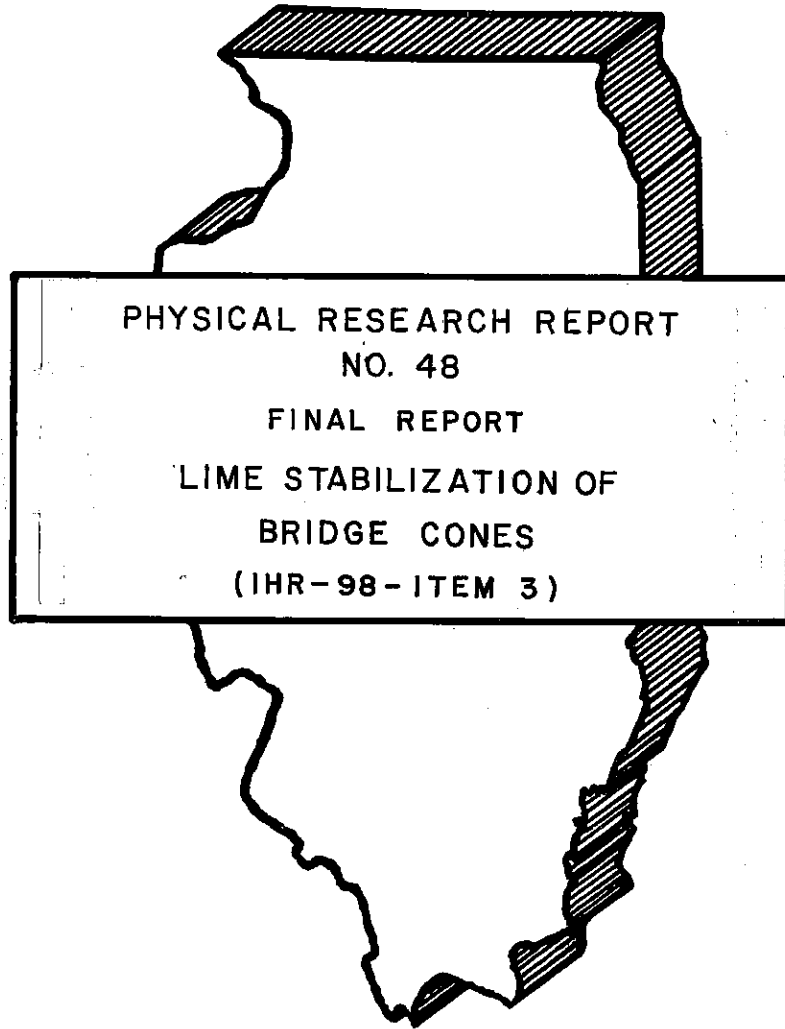 PHYSICAL RESEARCH REPORT
NO. 48
FINAL REPORT
LIME STABILIZATION OF
BRIDGE CONES
(IHR-98-ITEM 3)